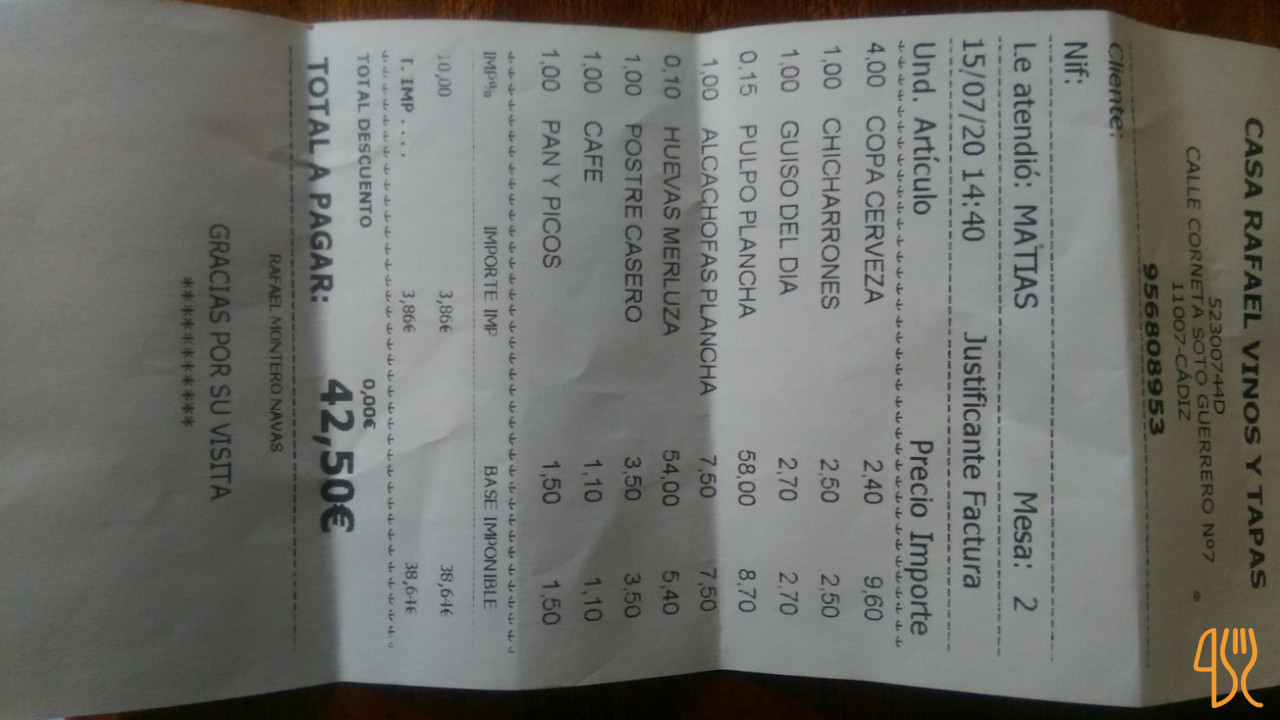 CASA RAFAEL VINOS Y TAPAS
52300744D
CALLE CORNETA SOTO GUERRERO Nº7
11007-CÁDIZ
956808953
Cliente:
Nif:
Le atendió: MATIAS Mesa: 2
15/07/20 14:40 Justificante Factura
Und. Artículo Precio Importe
4,00 COPA CERVEZA 2,40 9,60
1,00 CHICHARRONES 2,50 2,50
1,00 GUISO DEL DIA 2,70 2,70
0,15 PULPO PLANCHA 58,00 8,70
1,00 ALCACHOFAS PLANCHA 7,50 7,50
0,10 HUEVAS MERLUZA 54,00 5,40
1,00 POSTRE CASERO 3,50 3,50
1,00 CAFE 1,10 1,10
1,00 PAN Y PICOS 1,50 1,50
IMP% IMPORTE IMP BASE IMPONIBLE
10,00 3,86€ 38,64€
T. IMP.... 3,86€ 38,64€
TOTAL DESCUENTO 0,00€
TOTAL A PAGAR: 42,50€
RAFAEL MONTERO NAVAS
GRACIAS POR SU VISITA
**********